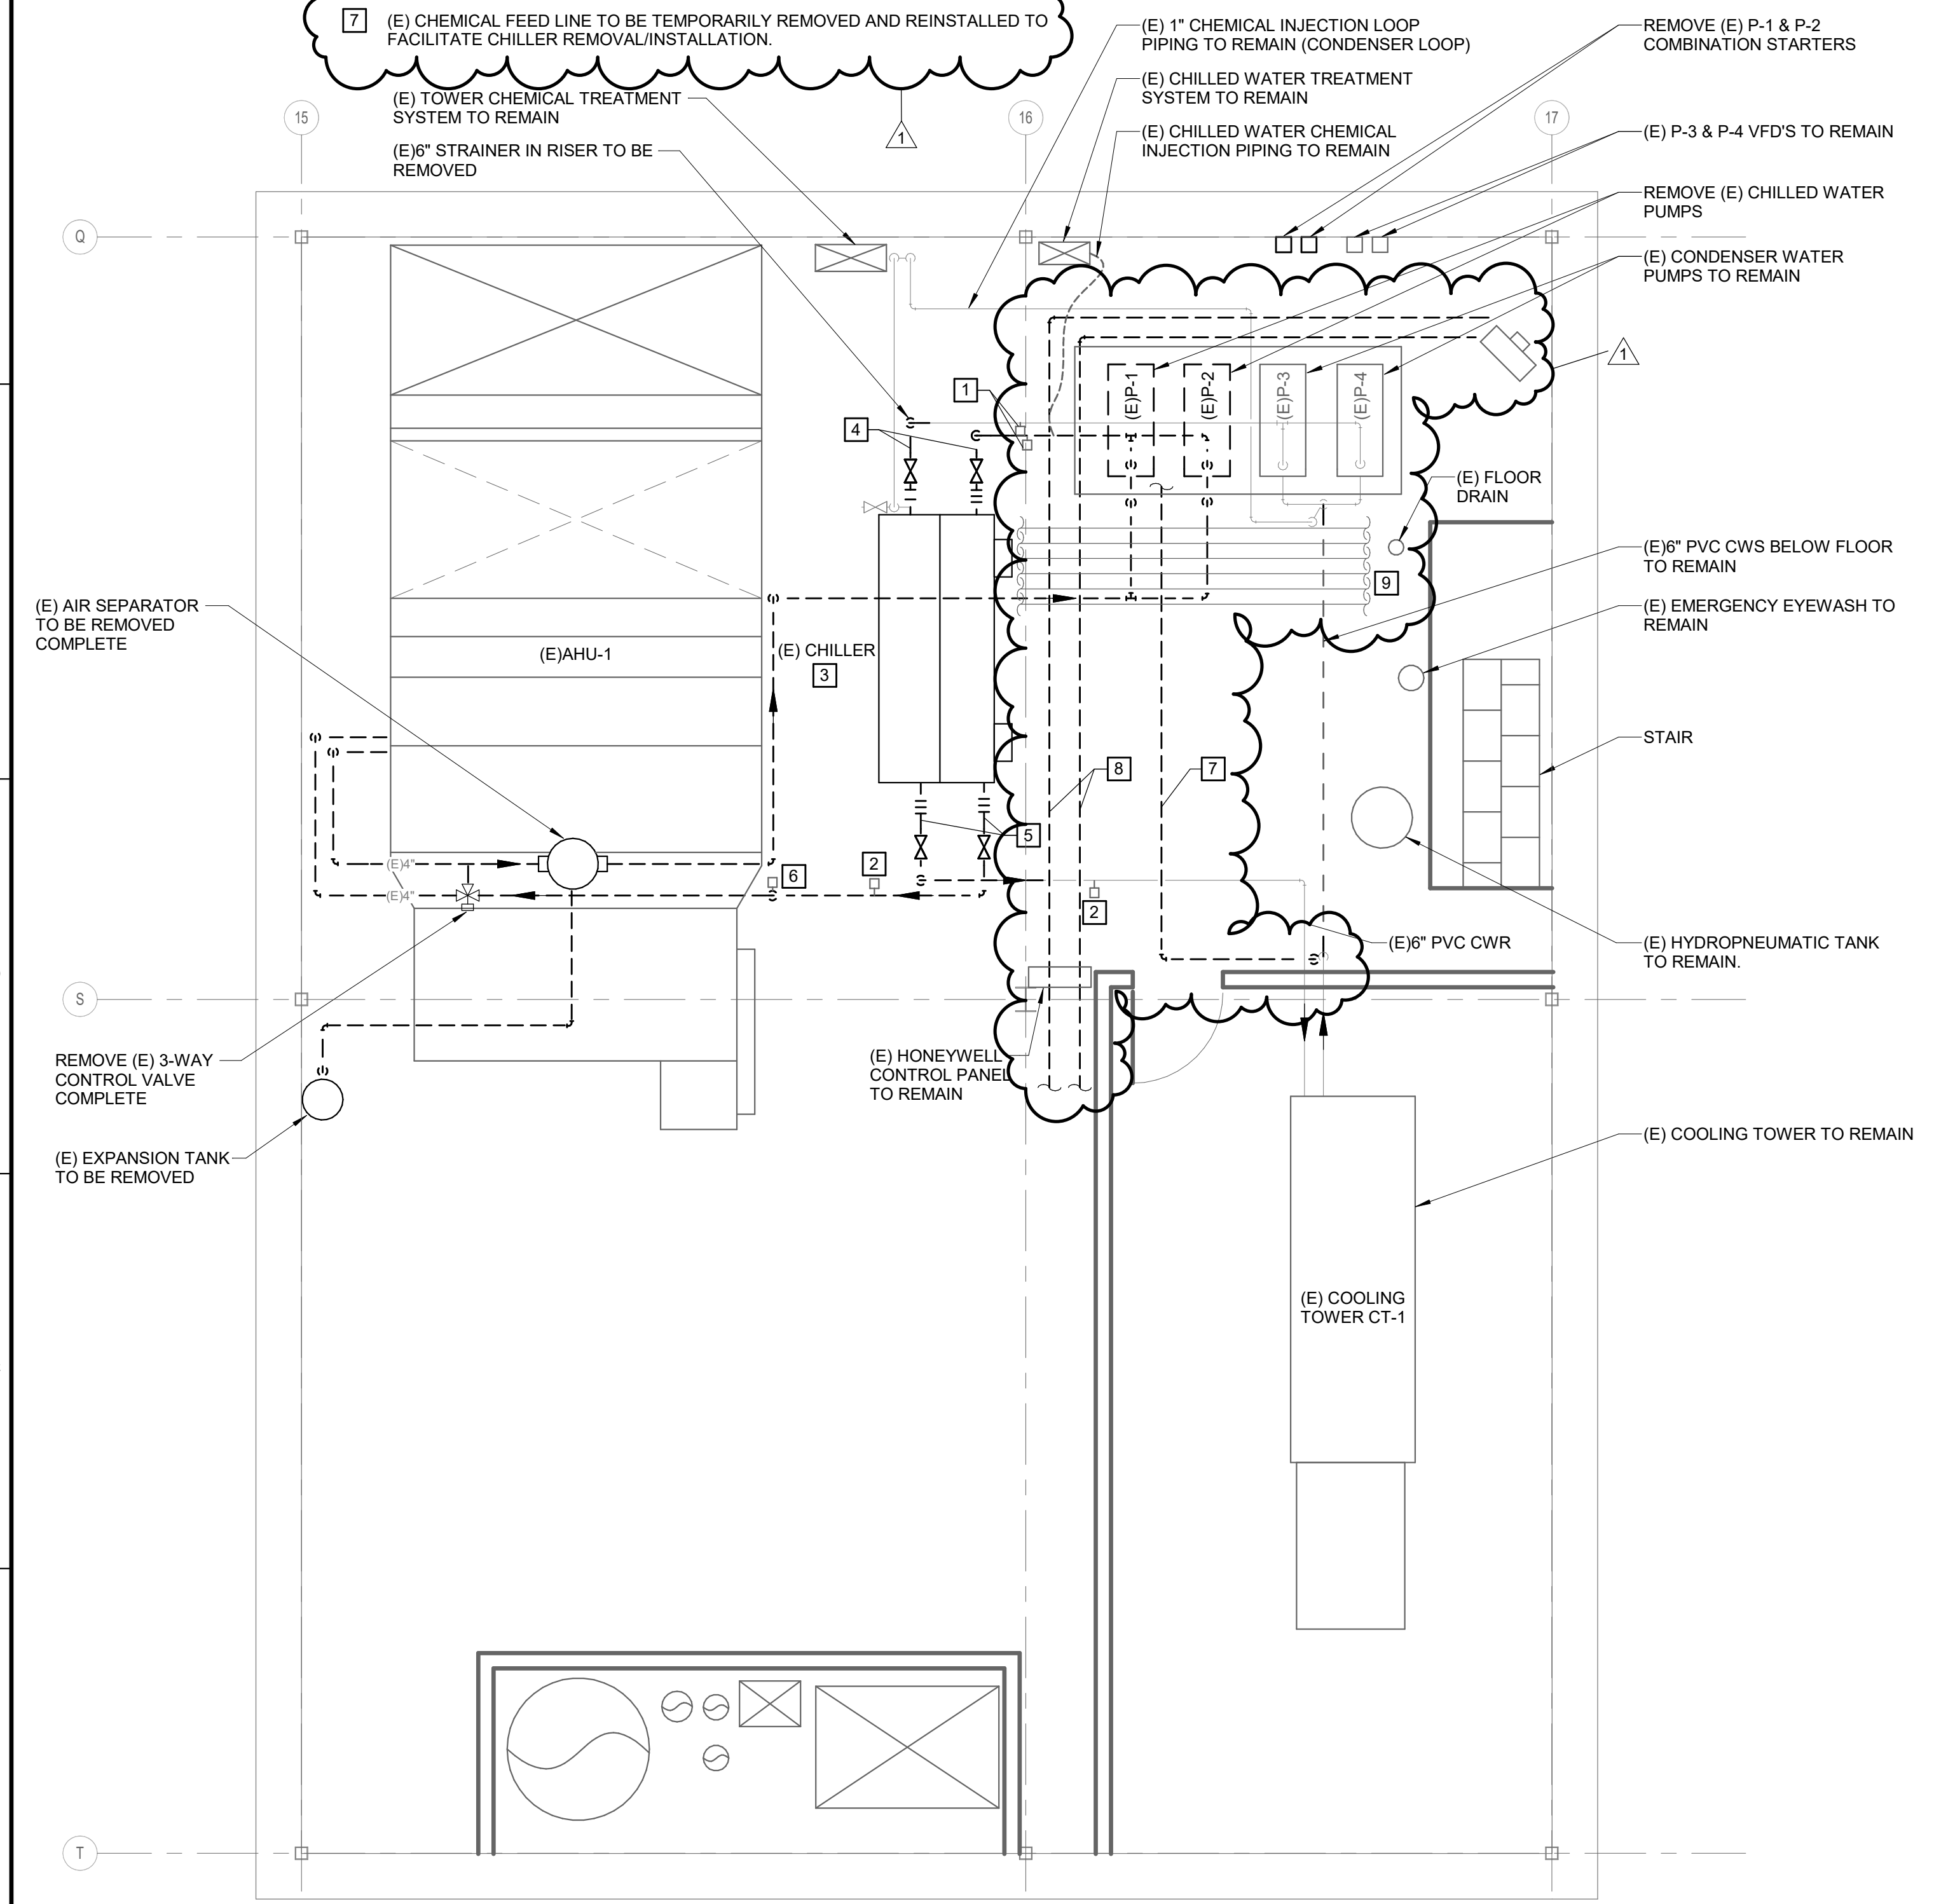 7
(E) CHEMICAL FEED LINE TO BE TEMPORARILY REMOVED AND REINSTALLED TO
FACILITATE CHILLER REMOVAL/INSTALLATION.
(E) TOWER CHEMICAL TREATMENT
SYSTEM TO REMAIN
(E)6" STRAINER IN RISER TO BE
REMOVED
1
(E) 1" CHEMICAL INJECTION LOOP
PIPING TO REMAIN (CONDENSER LOOP)
(E) CHILLED WATER TREATMENT
SYSTEM TO REMAIN
(E) CHILLED WATER CHEMICAL
INJECTION PIPING TO REMAIN
REMOVE (E) P-1 & P-2
COMBINATION STARTERS
(E) P-3 & P-4 VFD'S TO REMAIN
REMOVE (E) CHILLED WATER
PUMPS
(E) CONDENSER WATER
PUMPS TO REMAIN
15
16
17
Q
1
1
4
(E)P-1
(E)P-2
(E)P-3
(E)P-4
(E) FLOOR
DRAIN
(E)6" PVC CWS BELOW FLOOR
TO REMAIN
9
(E) EMERGENCY EYEWASH TO
REMAIN
(E) AIR SEPARATOR
TO BE REMOVED
COMPLETE
(E)AHU-1
(E) CHILLER
3
STAIR
8
7
5
2
6
(E)4"
(E)4"
2
(E)6" PVC CWR
(E) HYDROPNEUMATIC TANK
TO REMAIN.
S
REMOVE (E) 3-WAY
CONTROL VALVE
COMPLETE
(E) HONEYWELL
CONTROL PANEL
TO REMAIN
(E) EXPANSION TANK
TO BE REMOVED
(E) COOLING TOWER TO REMAIN
(E) COOLING
TOWER CT-1
T